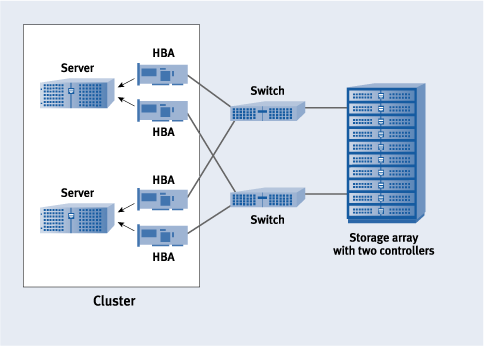 HBA
Server
HBA
Switch
HBA
Server
HBA
Switch
Storage array
with two controllers
Cluster